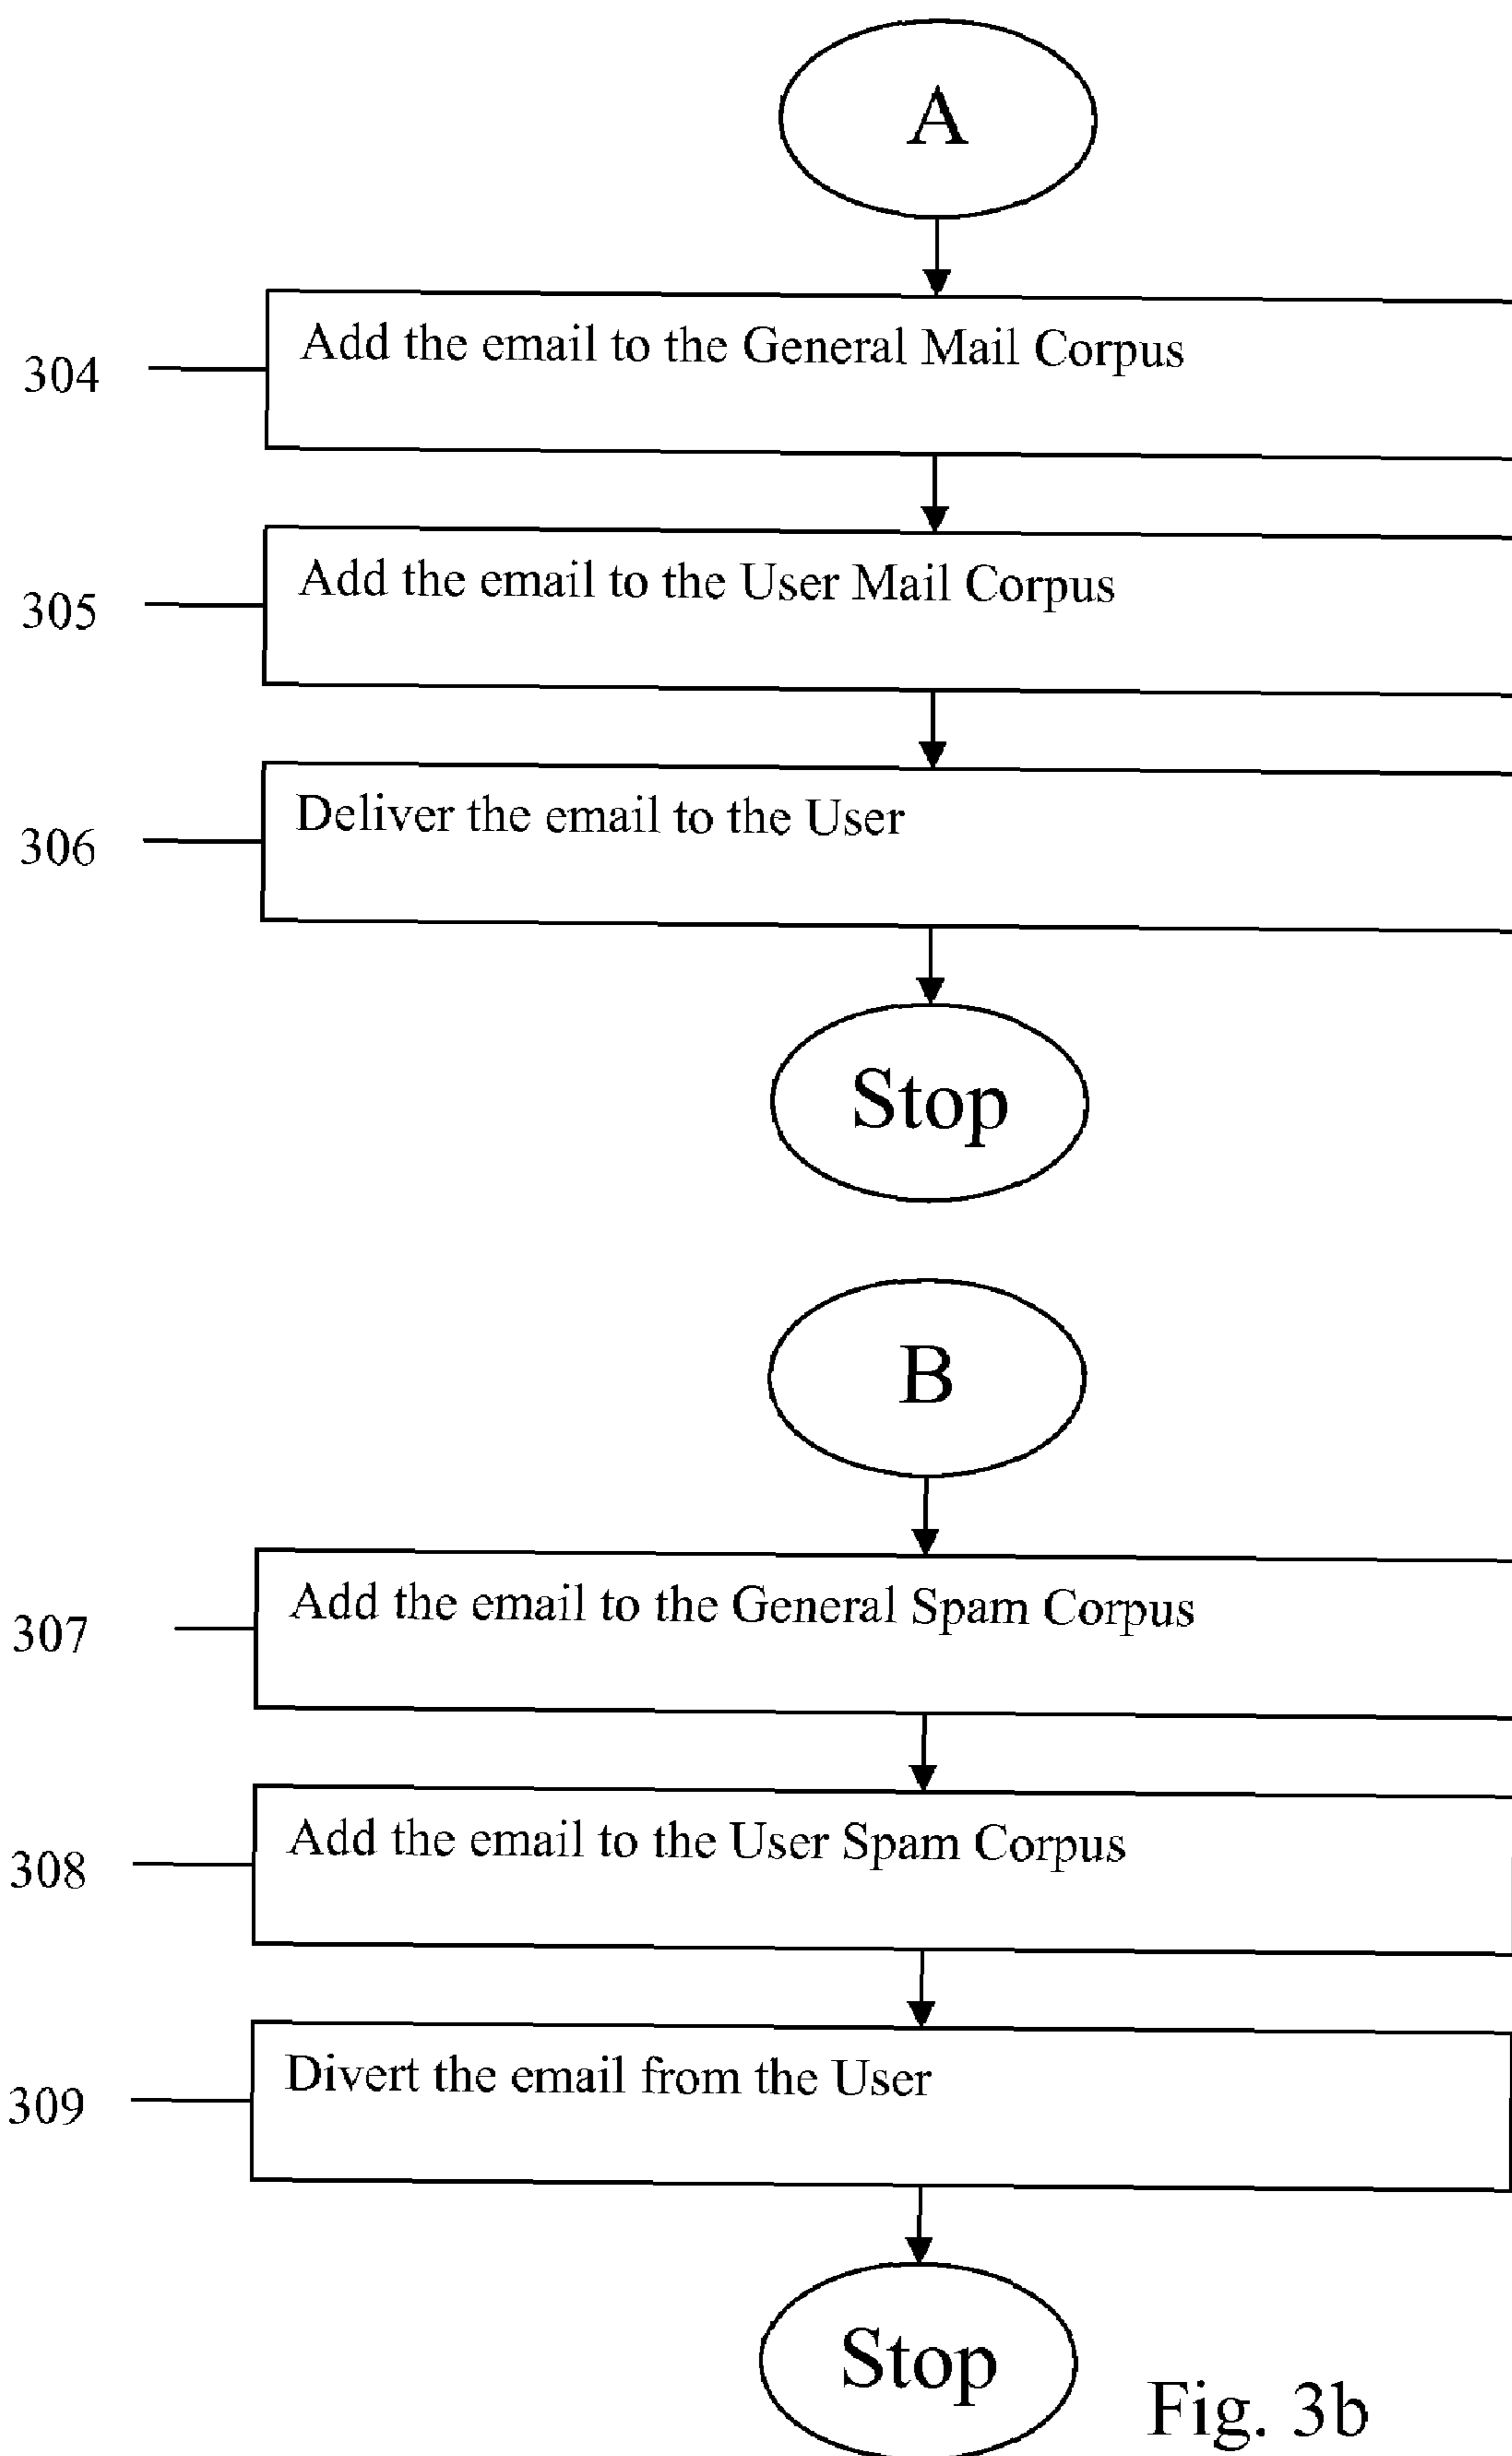 A
304
Add the email to the General Mail Corpus
305
Add the email to the User Mail Corpus
306
Deliver the email to the User
Stop
B
307
Add the email to the General Spam Corpus
308
Add the email to the User Spam Corpus
309
Divert the email from the User
Stop
Fig. 3b